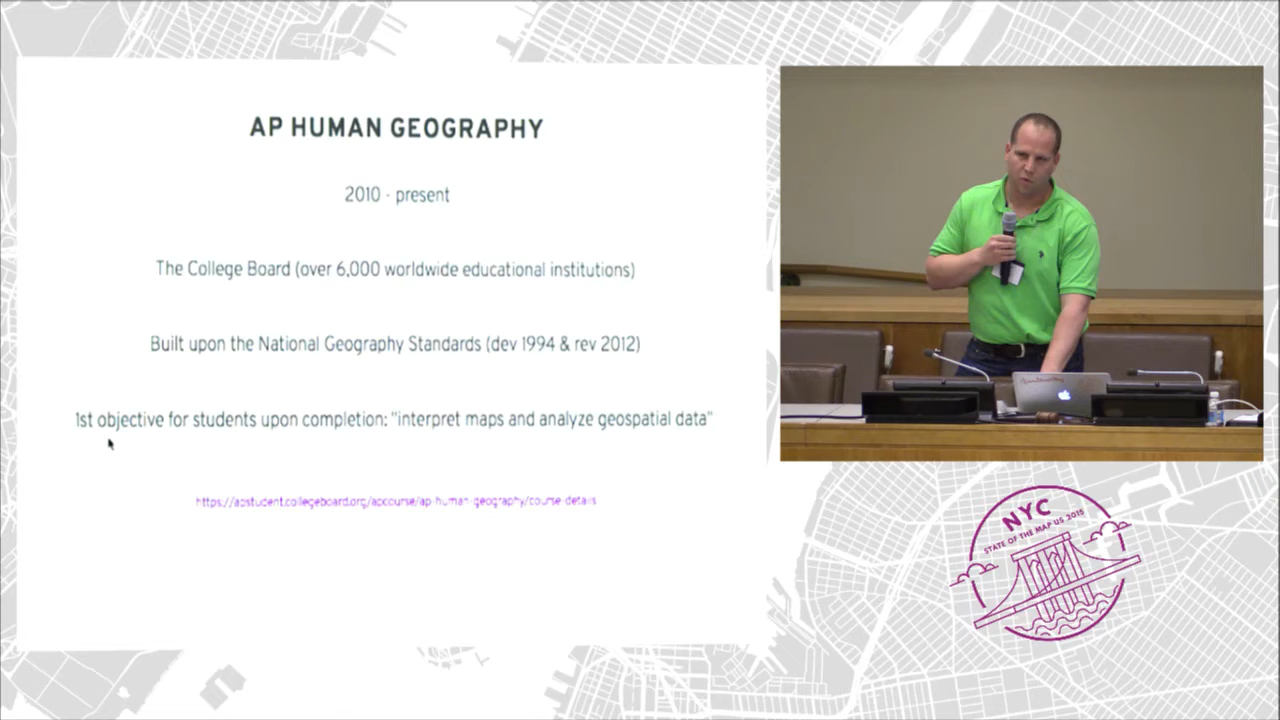 AP HUMAN GEOGRAPHY
2010 - present
The College Board (over 6,000 worldwide educational institutions)
Built upon the National Geography Standards (dev 1994 & rev 2012)
1st objective for students upon completion: "interpret maps and analyze geospatial data"
https://apstudent.collegeboard.org/apcourse/ap-human-geography/course-details
NYC
STATE OF THE MAP US 2015